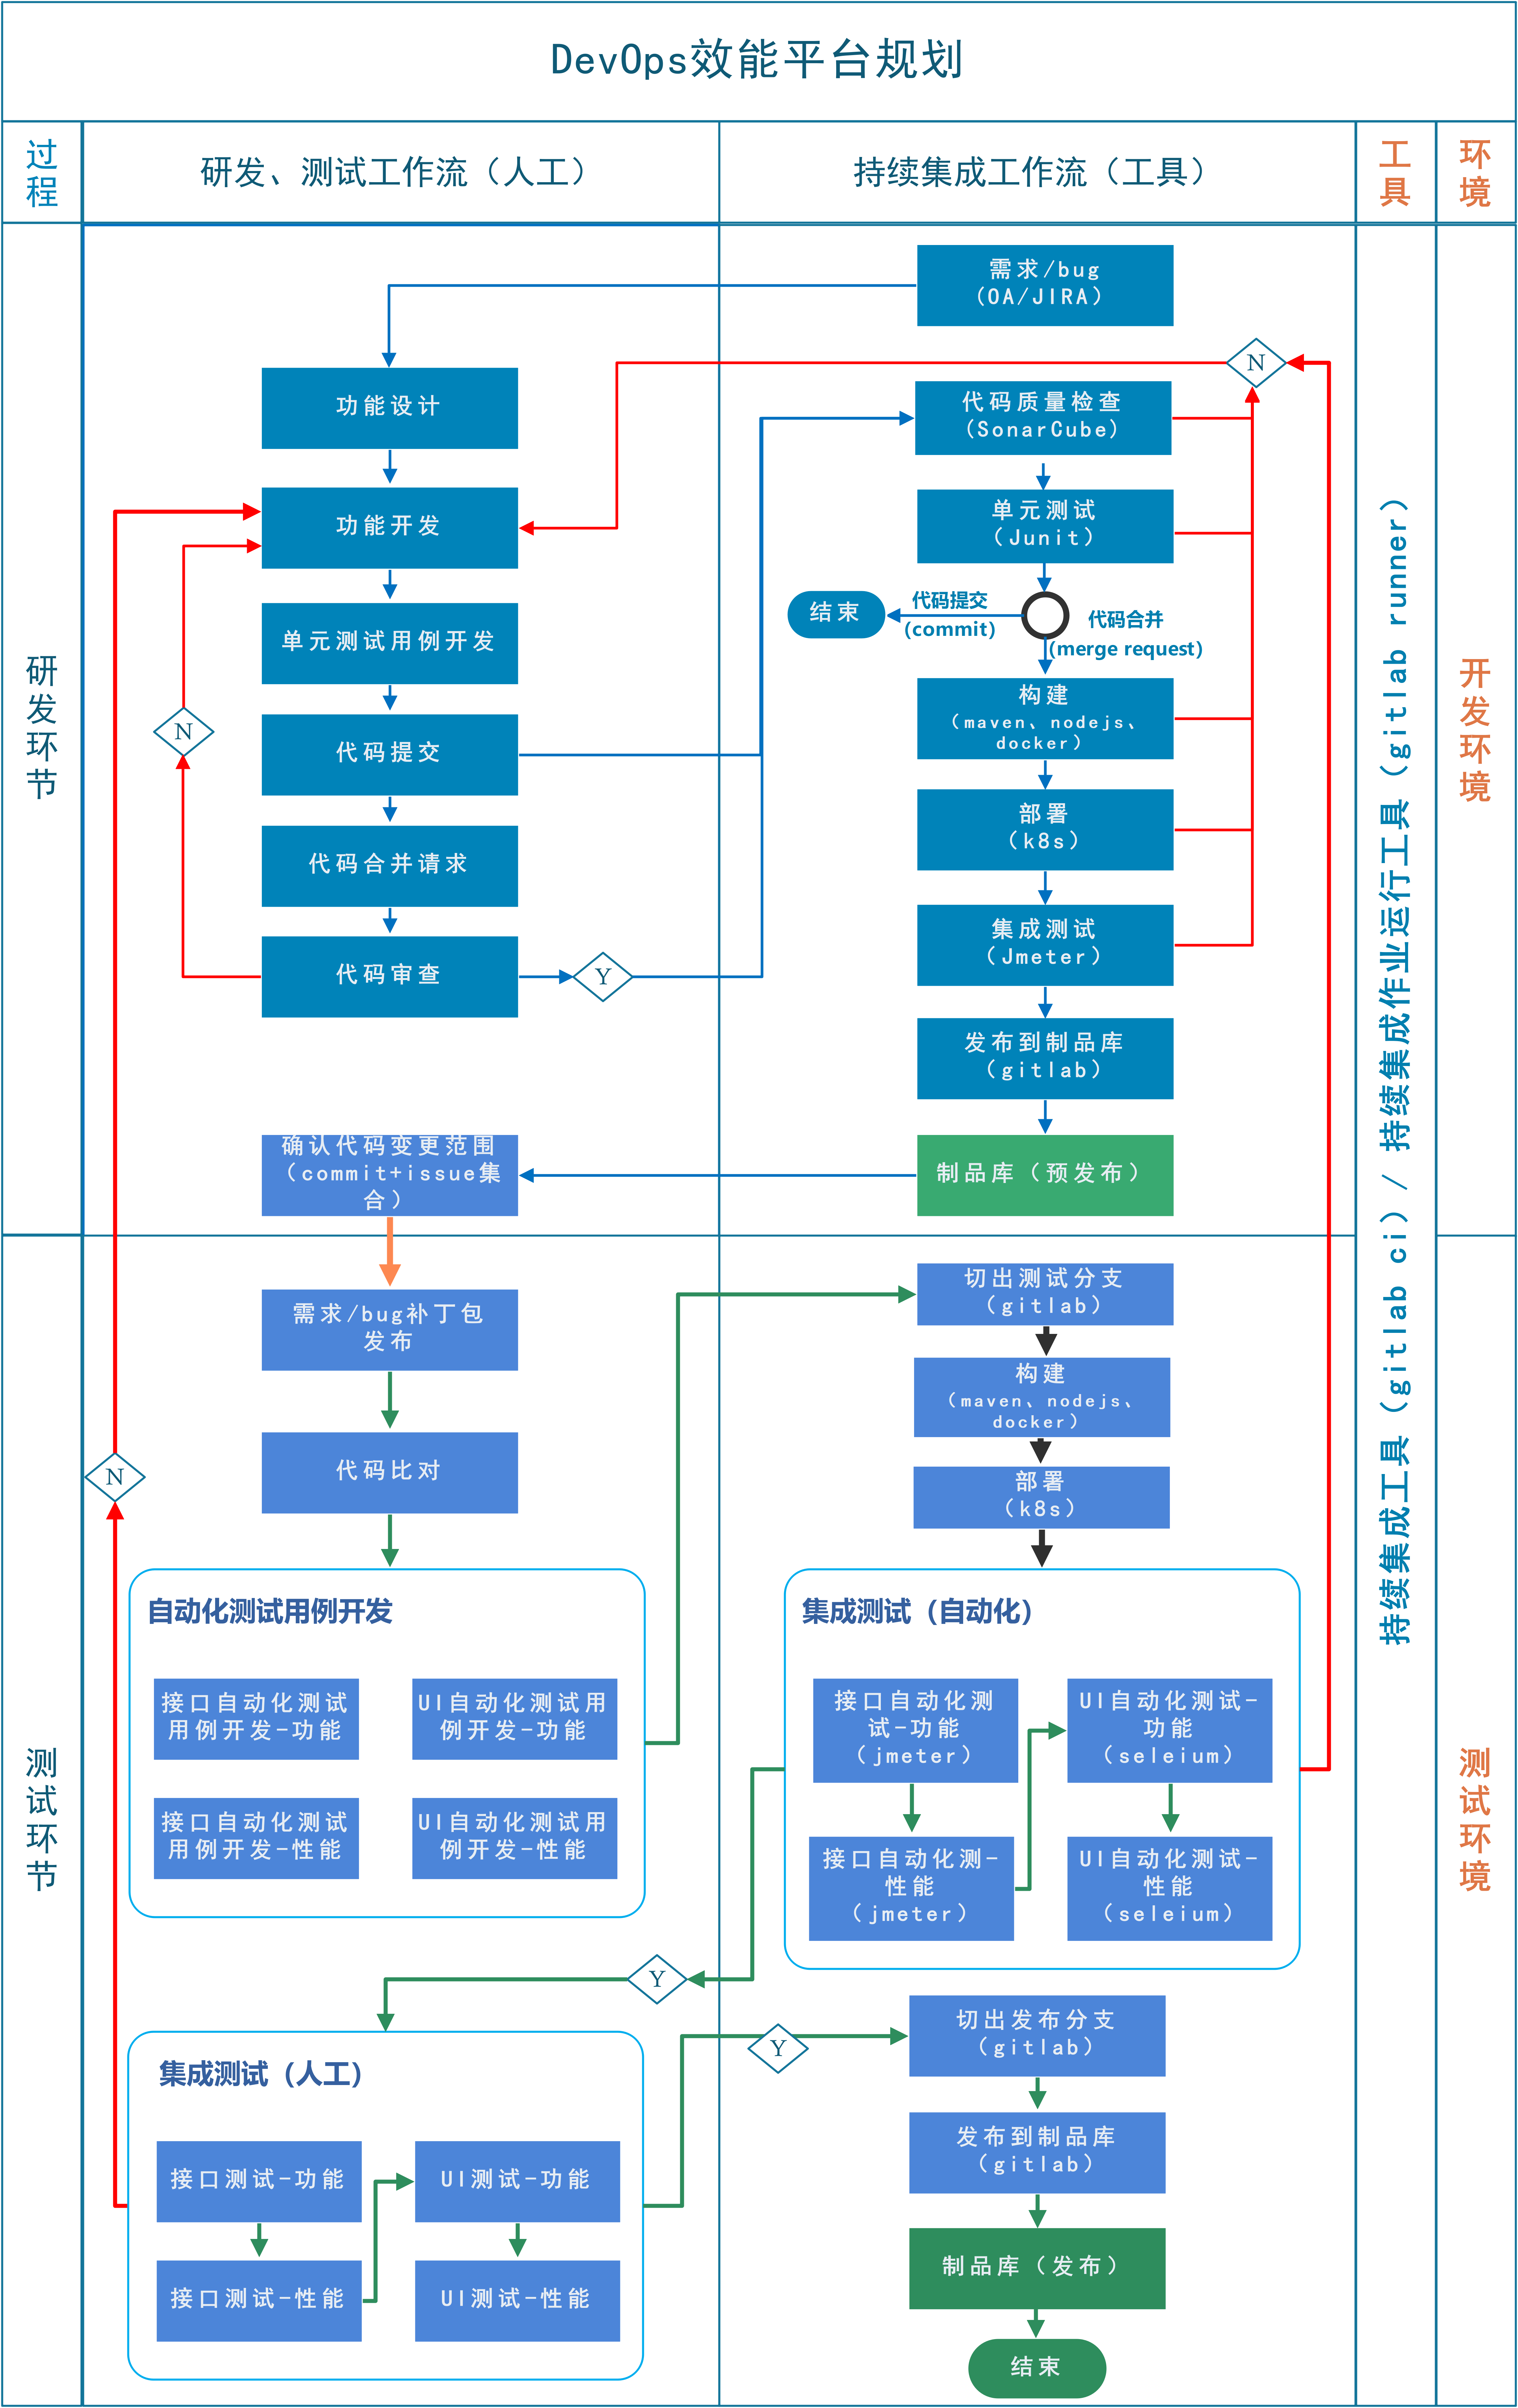 DevOps效能平台规划
过程
研发、测试工作流（人工）
持续集成工作流（工具）
工具
环境
研发环节
需求/bug
（OA/JIRA）
N
功能设计
代码质量检查
（SonarCube）
功能开发
单元测试
（Junit）
单元测试用例开发
结束
代码提交
(commit)
代码合并
(merge request)
N
代码提交
构建
（maven、nodejs、
docker）
代码合并请求
部署
（k8s）
代码审查
Y
集成测试
（Jmeter）
发布到制品库
（gitlab）
确认代码变更范围
（commit+issue集
合）
制品库（预发布）
持续集成工具（gitlab ci）/ 持续集成作业运行工具（gitlab runner）
开发环境
测试环节
需求/bug补丁包
发布
切出测试分支
（gitlab）
构建
（maven、nodejs、
docker）
代码比对
N
部署
（k8s）
自动化测试用例开发
接口自动化测试
用例开发-功能
UI自动化测试用
例开发-功能
接口自动化测试
用例开发-性能
UI自动化测试用
例开发-性能
集成测试（自动化）
接口自动化测
试-功能
（jmeter）
UI自动化测试-
功能
（seleium）
接口自动化测-
性能
（jmeter）
UI自动化测试-
性能
（seleium）
测试环境
Y
Y
集成测试（人工）
接口测试-功能
UI测试-功能
接口测试-性能
UI测试-性能
切出发布分支
（gitlab）
发布到制品库
（gitlab）
制品库（发布）
结束